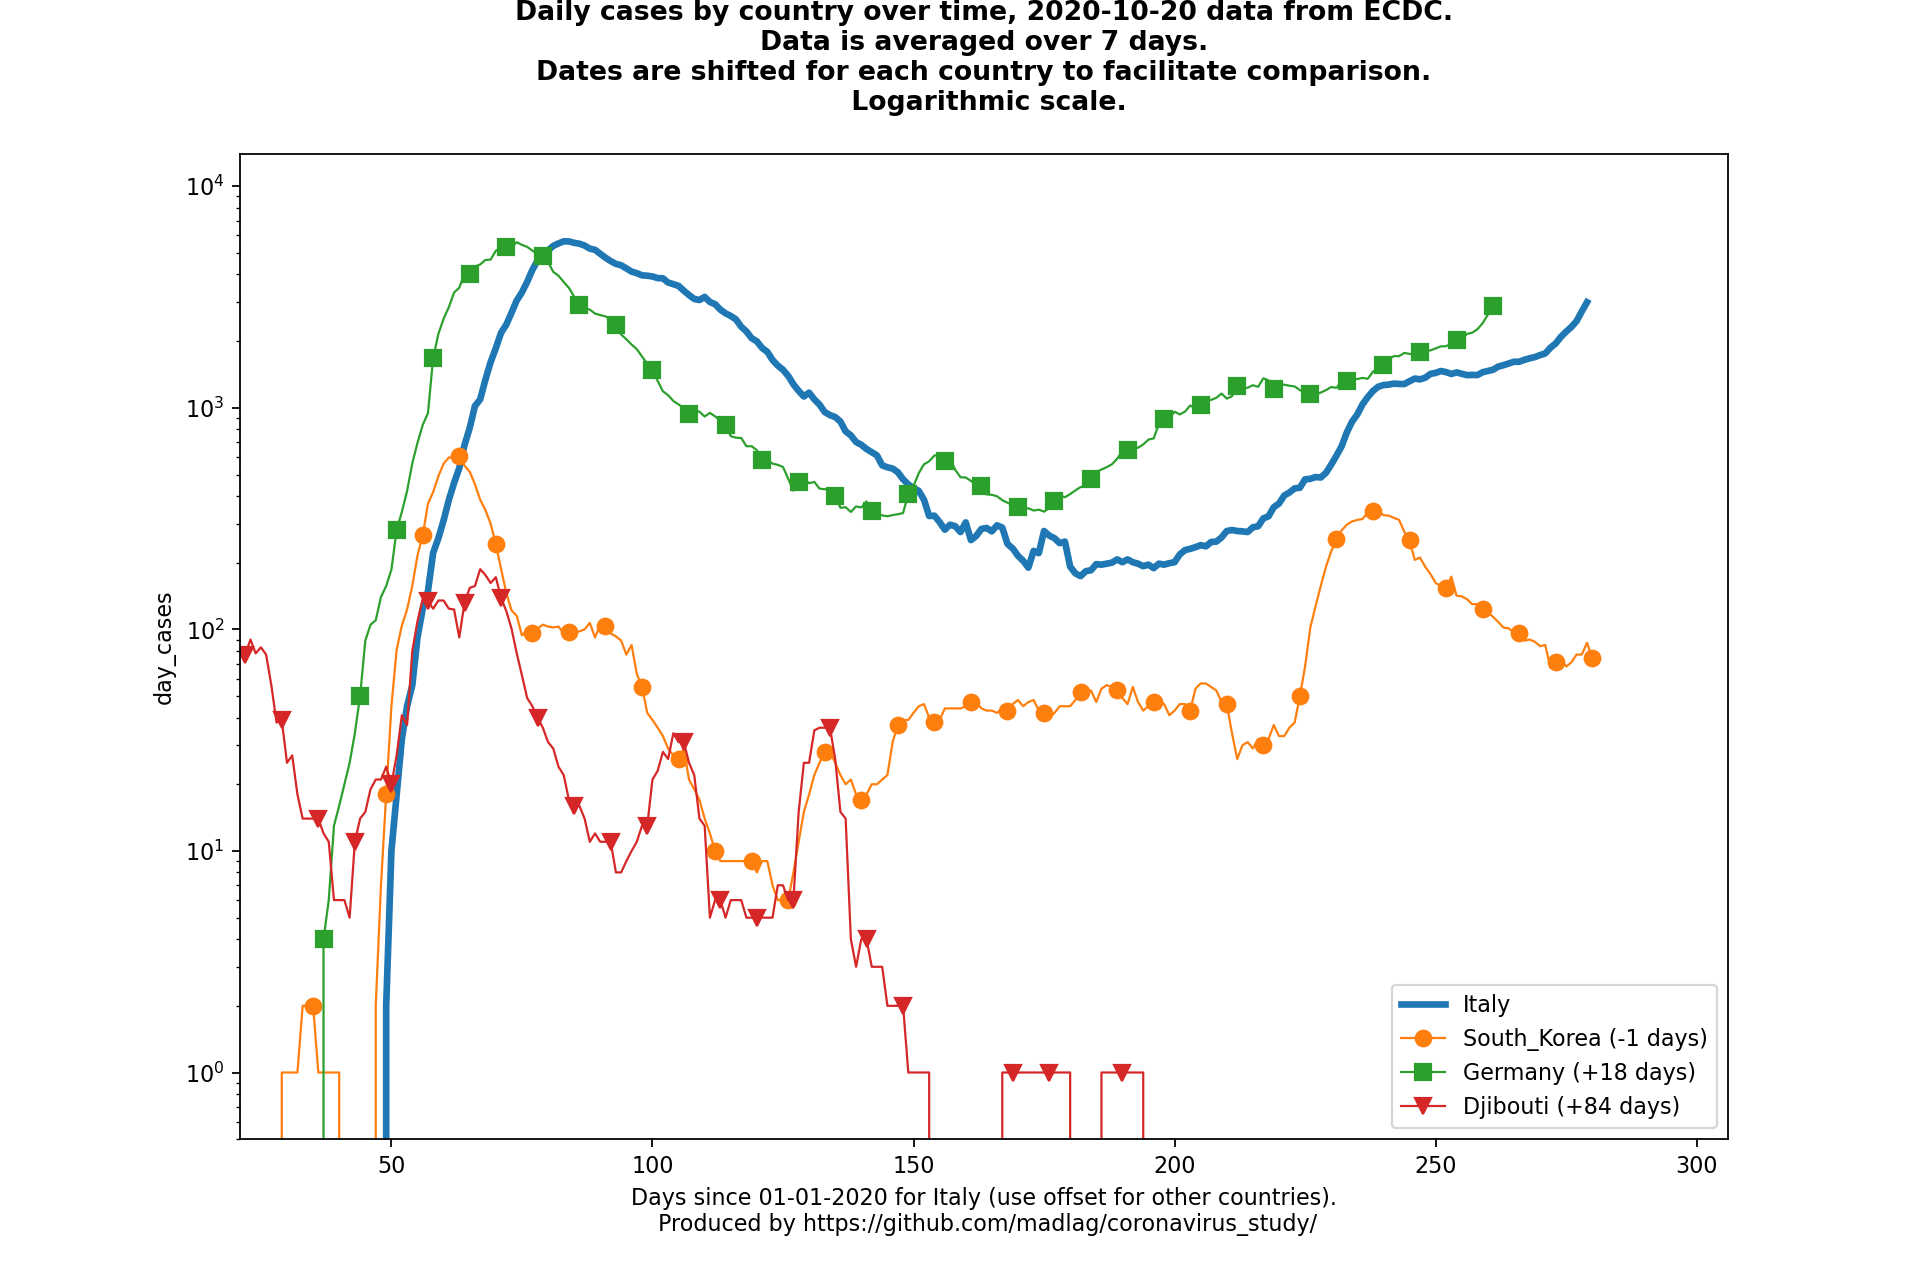 Daily cases by country over time, 2020-10-20 data from ECDC.
Data is averaged over 7 days.
Dates are shifted for each country to facilitate comparison.
Logarithmic scale.
10^4
10^3
10^2
10^1
10^0
day_cases
50
100
150
200
250
300
Days since 01-01-2020 for Italy (use offset for other countries).
Produced by https://github.com/madlag/coronavirus_study/
Italy
South_Korea (-1 days)
Germany (+18 days)
Djibouti (+84 days)